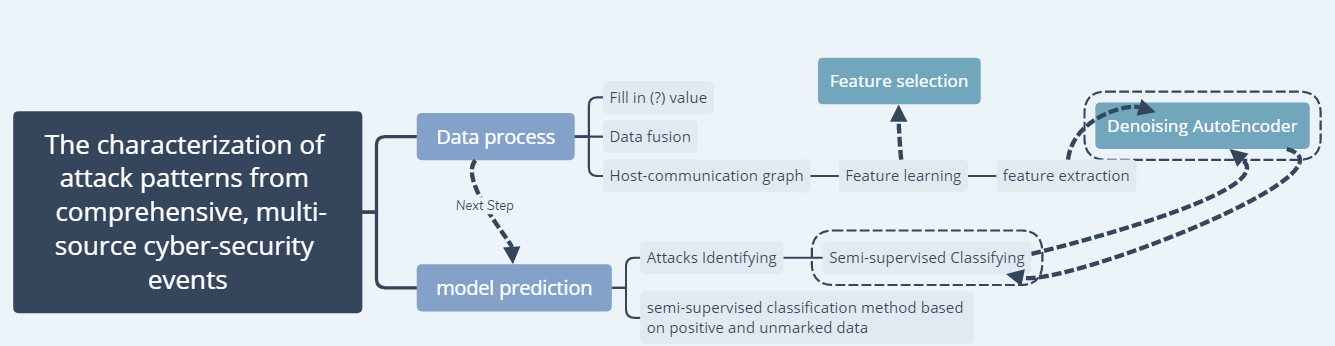 The characterization of
attack patterns from
comprehensive, multi-
source cyber-security
events
Data process
Fill in (?) value
Data fusion
Host-communication graph
Feature learning
Feature selection
feature extraction
Denoising AutoEncoder
Next Step
model prediction
Attacks Identifying
Semi-supervised Classifying
semi-supervised classification method based
on positive and unmarked data